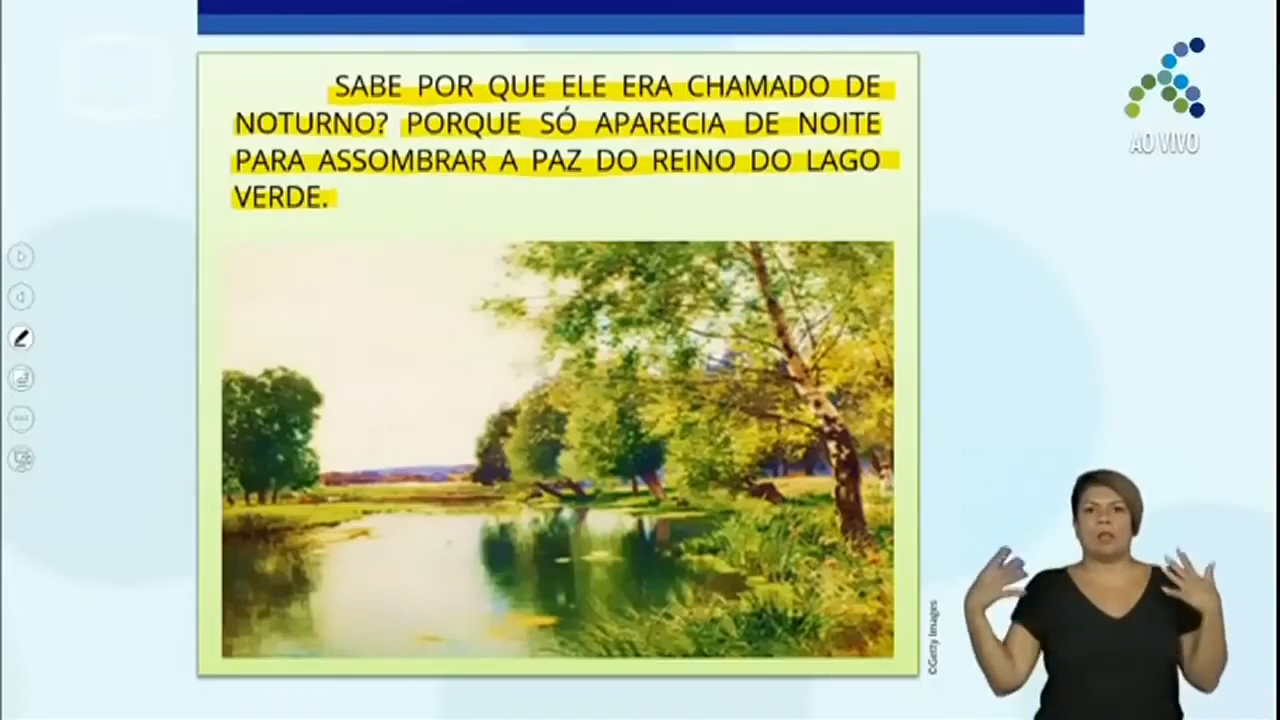 SABE POR QUE ELE ERA CHAMADO DE
NOTURNO? PORQUE SÓ APARECIA DE NOITE
PARA ASSOMBRAR A PAZ DO REINO DO LAGO
VERDE.
AO VIVO
©Getty Images